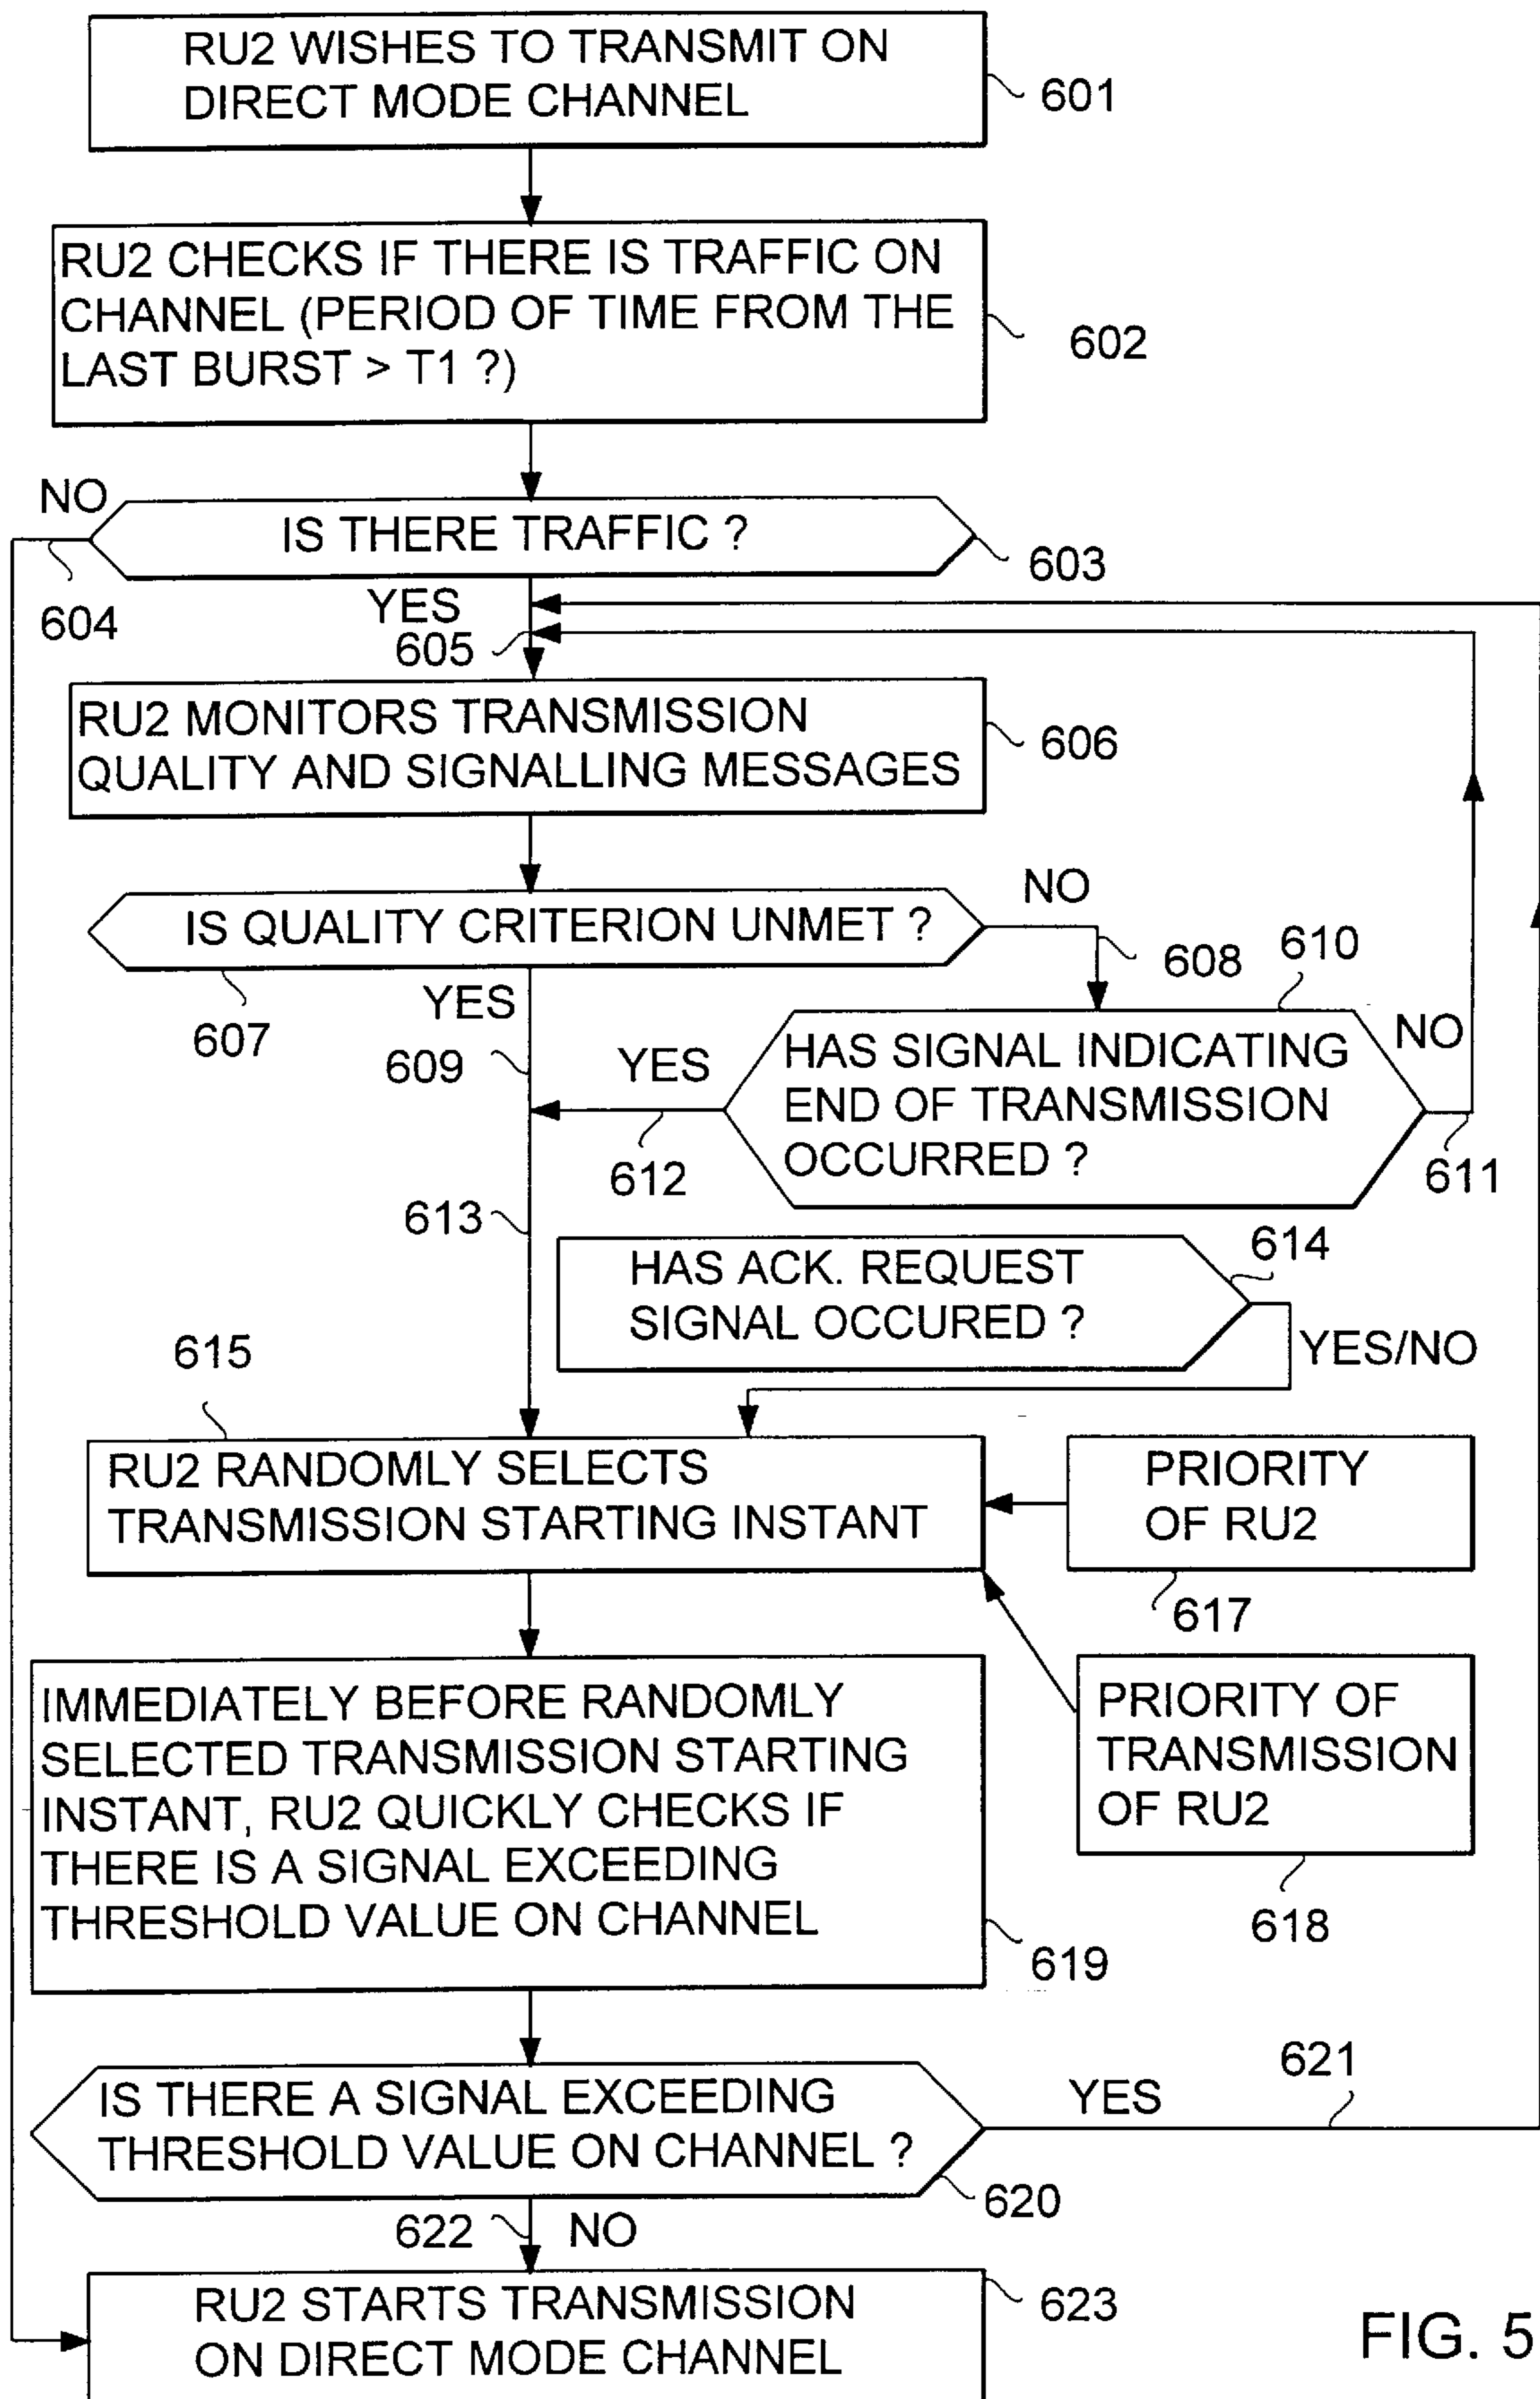 RU2 WISHES TO TRANSMIT ON
DIRECT MODE CHANNEL
601
RU2 CHECKS IF THERE IS TRAFFIC ON
CHANNEL (PERIOD OF TIME FROM THE
LAST BURST > T1 ?)
602
NO
IS THERE TRAFFIC ?
603
604
YES
605
RU2 MONITORS TRANSMISSION
QUALITY AND SIGNALLING MESSAGES
606
IS QUALITY CRITERION UNMET ?
NO
607
608
610
YES
609
HAS SIGNAL INDICATING
END OF TRANSMISSION
OCCURRED ?
NO
YES
611
612
613
HAS ACK. REQUEST
SIGNAL OCCURED ?
614
YES/NO
615
RU2 RANDOMLY SELECTS
TRANSMISSION STARTING INSTANT
PRIORITY
OF RU2
617
IMMEDIATELY BEFORE RANDOMLY
SELECTED TRANSMISSION STARTING
INSTANT, RU2 QUICKLY CHECKS IF
THERE IS A SIGNAL EXCEEDING
THRESHOLD VALUE ON CHANNEL
619
PRIORITY OF
TRANSMISSION
OF RU2
618
IS THERE A SIGNAL EXCEEDING
THRESHOLD VALUE ON CHANNEL ?
YES
621
620
622
NO
RU2 STARTS TRANSMISSION
ON DIRECT MODE CHANNEL
623
FIG. 5